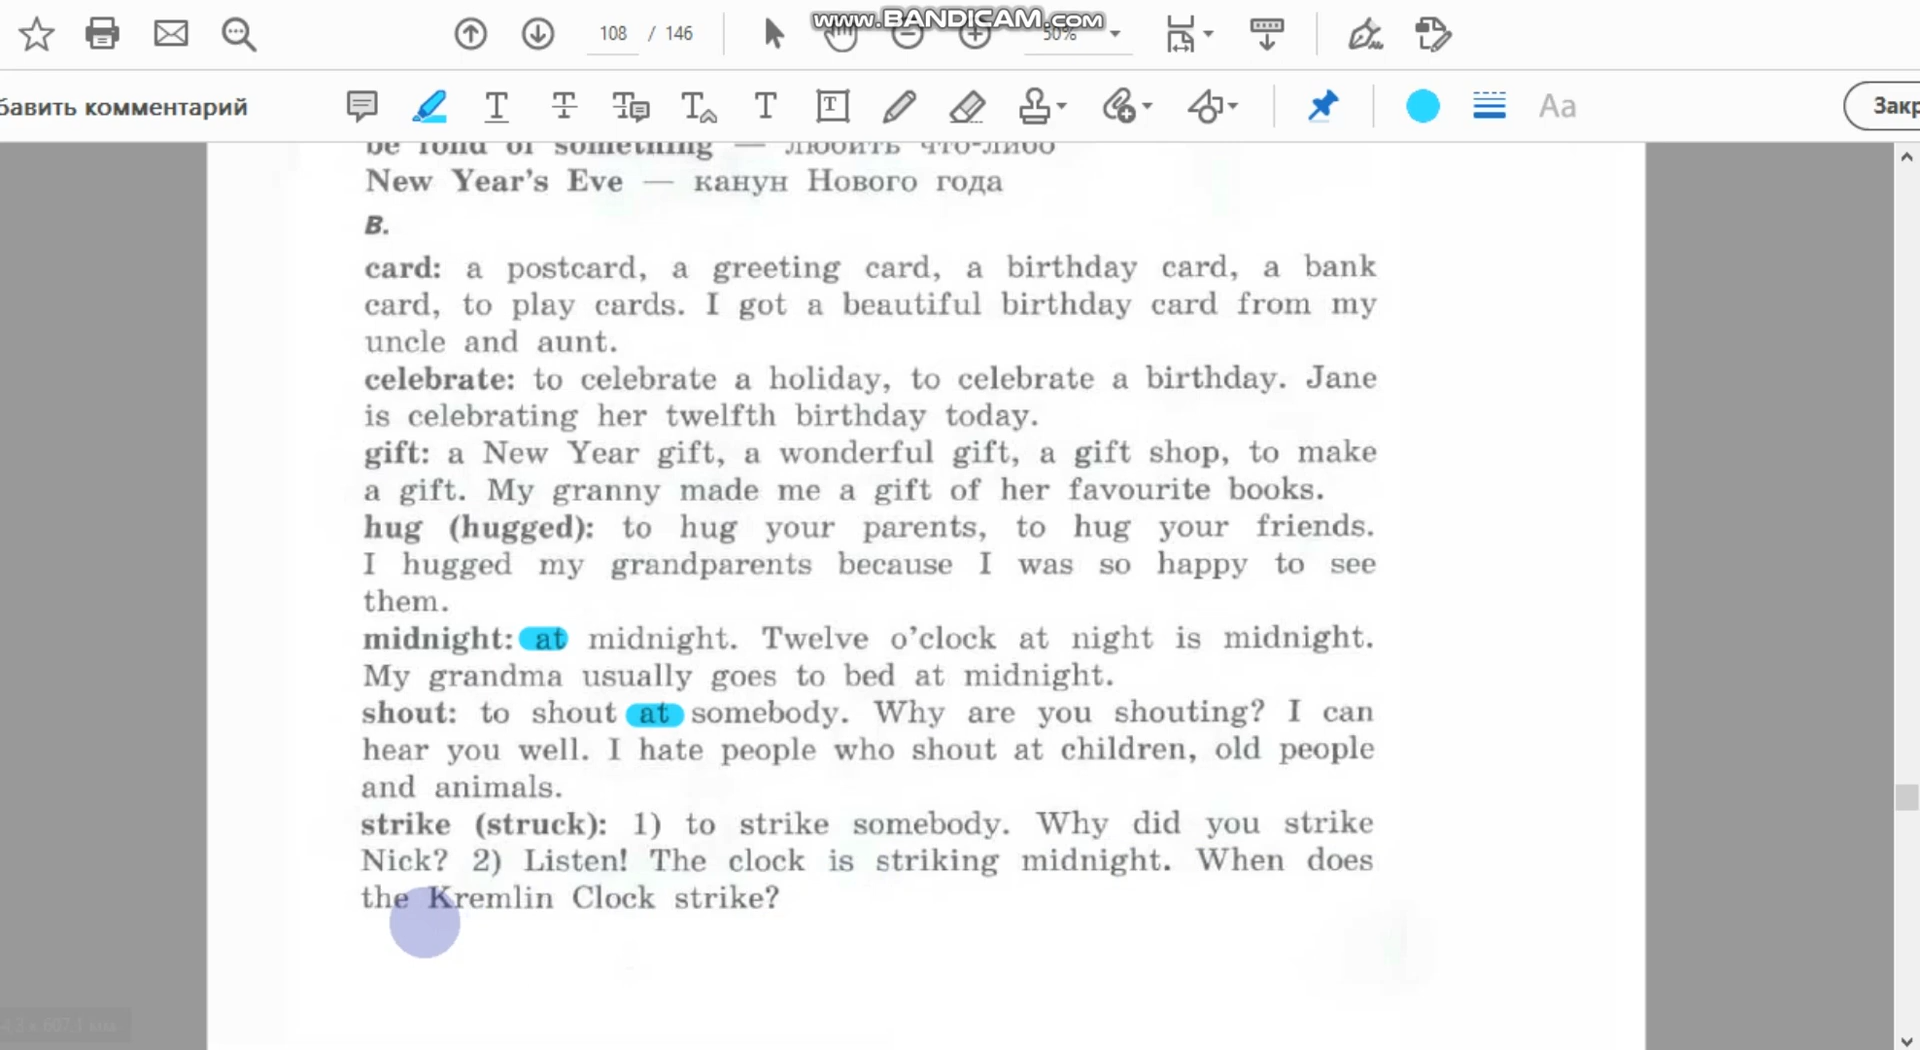 www.BANDICAM.com
108 / 146
50%
бавить комментарий
Aa
Закр
be fond of something — любить что-либо
New Year's Eve — канун Нового года
B.
card: a postcard, a greeting card, a birthday card, a bank
card, to play cards. I got a beautiful birthday card from my
uncle and aunt.
celebrate: to celebrate a holiday, to celebrate a birthday. Jane
is celebrating her twelfth birthday today.
gift: a New Year gift, a wonderful gift, a gift shop, to make
a gift. My granny made me a gift of her favourite books.
hug (hugged): to hug your parents, to hug your friends.
I hugged my grandparents because I was so happy to see
them.
midnight: at midnight. Twelve o'clock at night is midnight.
My grandma usually goes to bed at midnight.
shout: to shout at somebody. Why are you shouting? I can
hear you well. I hate people who shout at children, old people
and animals.
strike (struck): 1) to strike somebody. Why did you strike
Nick? 2) Listen! The clock is striking midnight. When does
the Kremlin Clock strike?